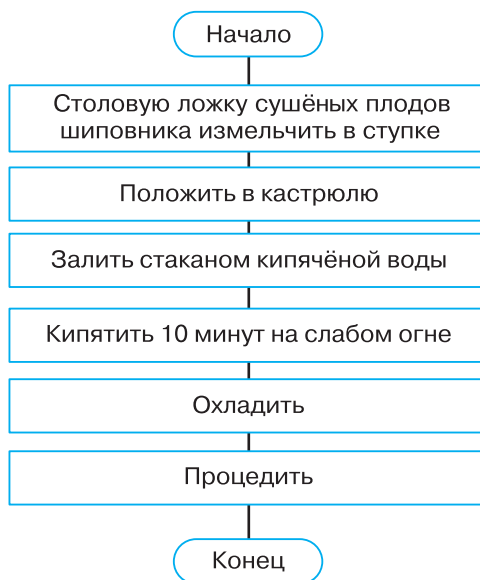 Начало
Столовую ложку сушёных плодов
шиповника измельчить в ступке
Положить в кастрюлю
Залить стаканом кипячёной воды
Кипятить 10 минут на слабом огне
Охладить
Процедить
Конец